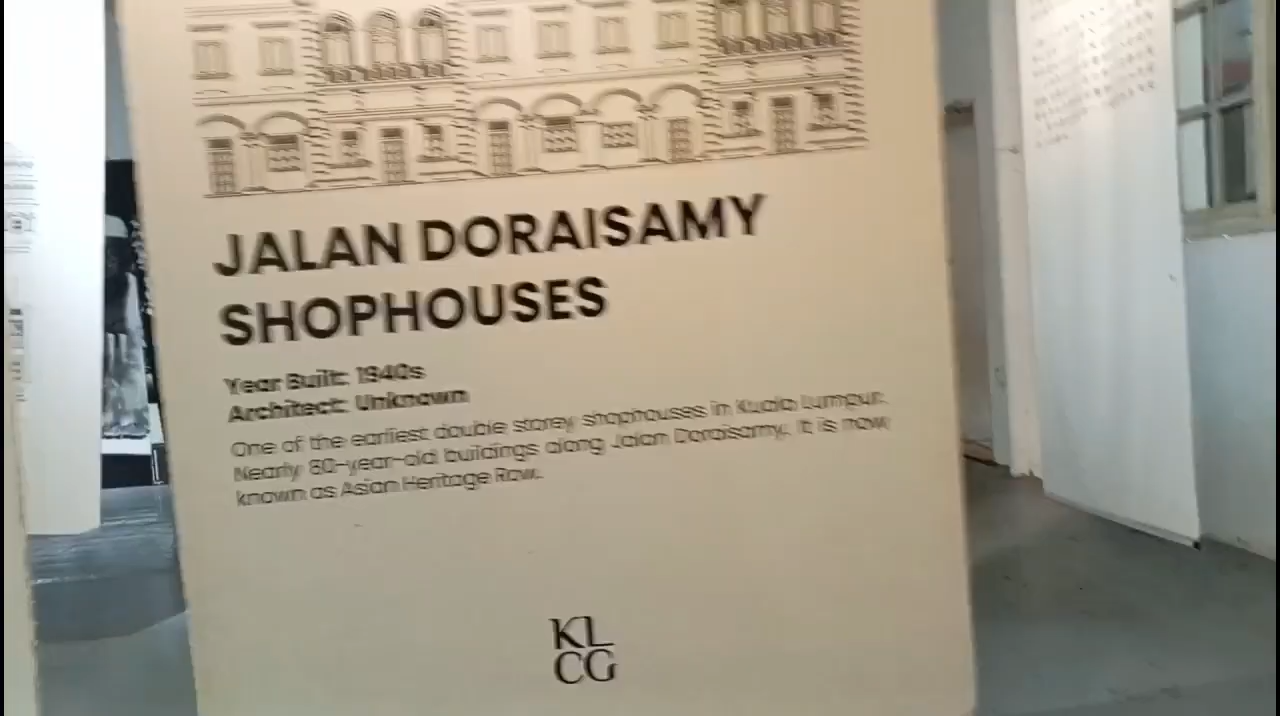 JALAN DORAISAMY
SHOPHOUSES
Year Built: 1940s
Architect: Unknown
One of the earliest double storey shophouses in Kuala Lumpur.
Nearly 80-year-old buildings along Jalan Doraisamy. It is now
known as Asian Heritage Row.
KL
CG